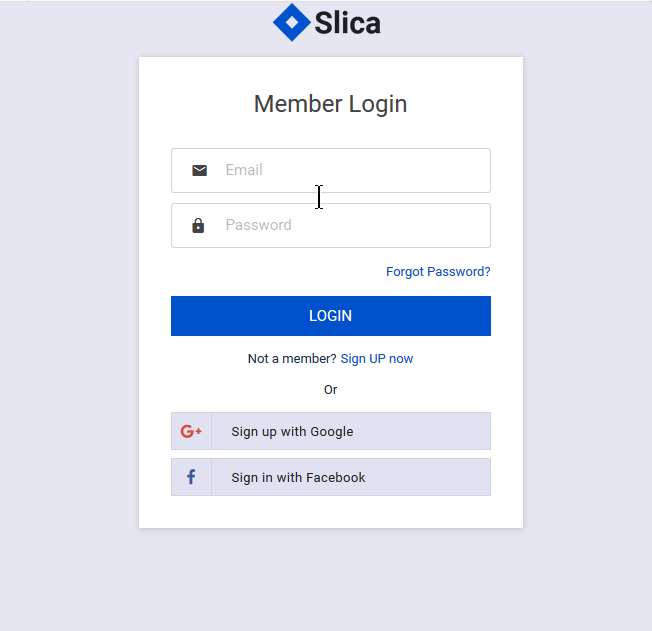 Slica
Member Login
Email
Password
Forgot Password?
LOGIN
Not a member? Sign UP now
Or
G+ Sign up with Google
f Sign in with Facebook